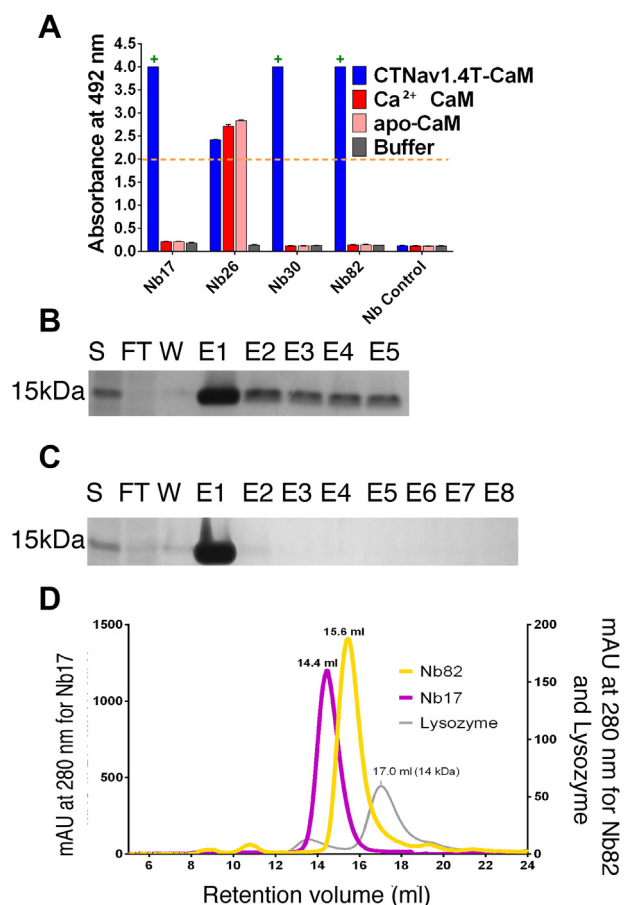 A
Absorbance at 492 nm
4.5
4.0
3.5
3.0
2.5
2.0
1.5
1.0
0.5
0.0
+
+
+
CTNav1.4T-CaM
Ca²⁺ CaM
apo-CaM
Buffer
Nb17
Nb26
Nb30
Nb82
Nb Control
B
S FT W E1 E2 E3 E4 E5
15kDa
C
S FT W E1 E2 E3 E4 E5 E6 E7 E8
15kDa
D
mAU at 280 nm for Nb17
1500
1000
500
0
14.4 ml
15.6 ml
17.0 ml (14 kDa)
Nb82
Nb17
Lysozyme
200
150
100
50
0
mAU at 280 nm for Nb82
and Lysozyme
6 8 10 12 14 16 18 20 22 24
Retention volume (ml)